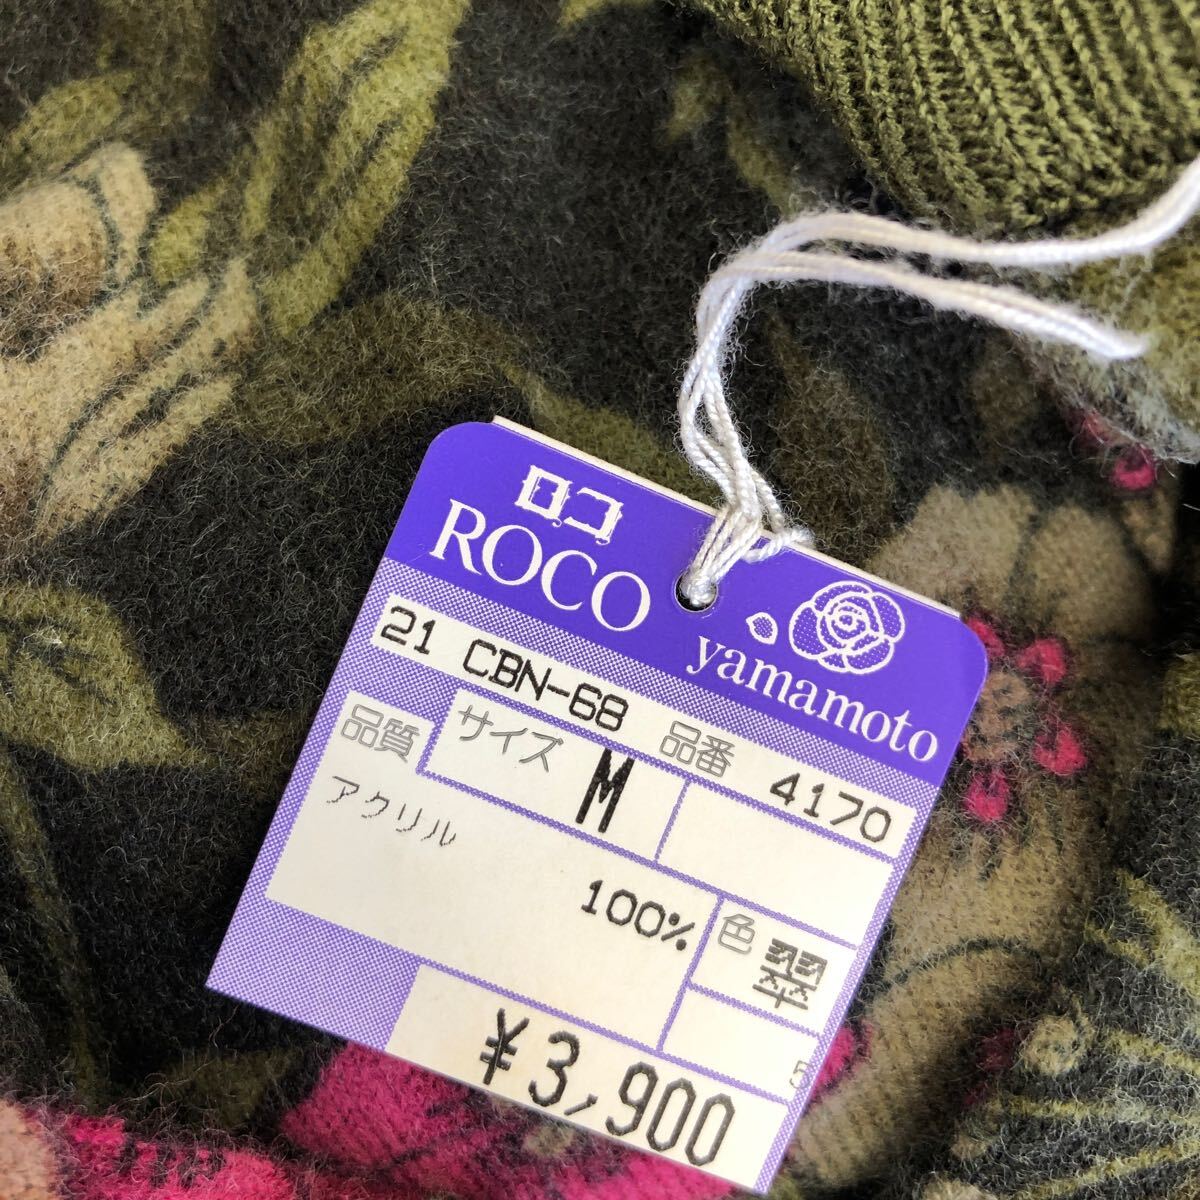 ロコ
ROCO
yamamoto
21 CBN-68 品番 4170
品質 サイズ M
アクリル
100%
色 翠
5
¥3,900